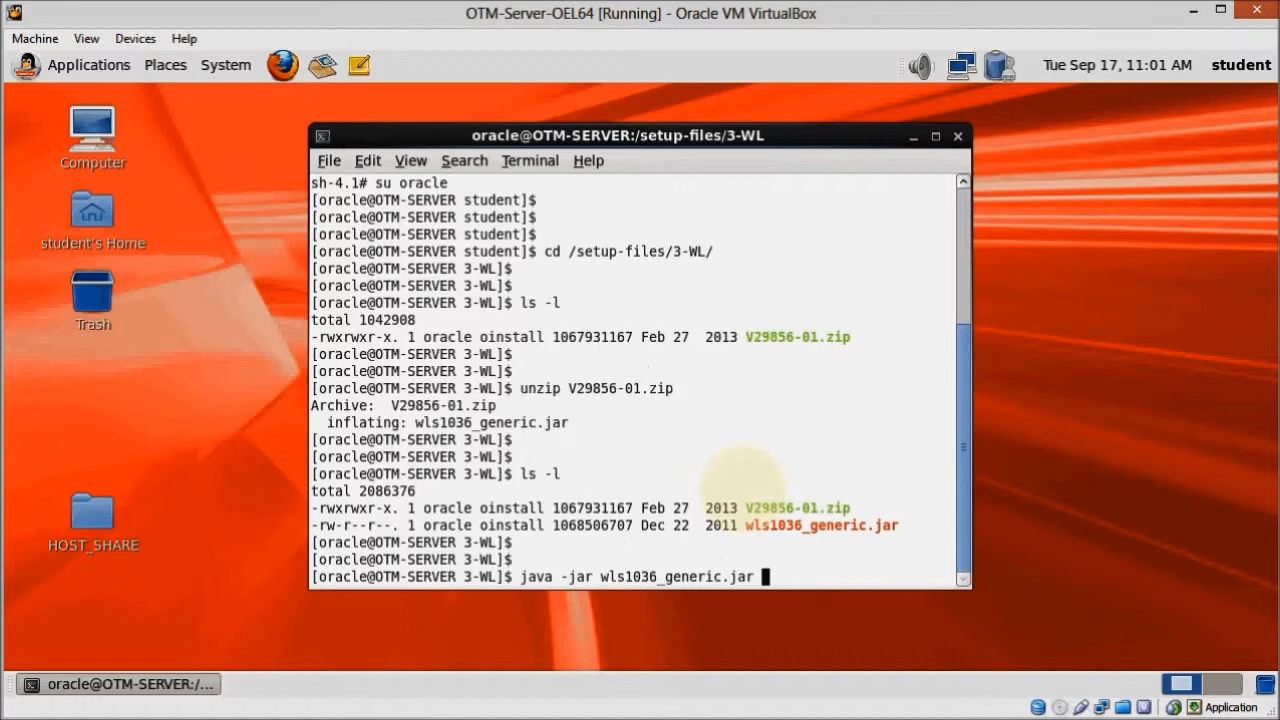 OTM-Server-OEL64 [Running] - Oracle VM VirtualBox
Machine View Devices Help
Applications Places System Tue Sep 17, 11:01 AM student
Computer
student's Home
Trash
HOST_SHARE
oracle@OTM-SERVER:/setup-files/3-WL
File Edit View Search Terminal Help
sh-4.1# su oracle
[oracle@OTM-SERVER student]$
[oracle@OTM-SERVER student]$
[oracle@OTM-SERVER student]$
[oracle@OTM-SERVER student]$ cd /setup-files/3-WL/
[oracle@OTM-SERVER 3-WL]$
[oracle@OTM-SERVER 3-WL]$
[oracle@OTM-SERVER 3-WL]$ ls -l
total 1042908
-rwxrwxr-x. 1 oracle oinstall 1067931167 Feb 27  2013 V29856-01.zip
[oracle@OTM-SERVER 3-WL]$
[oracle@OTM-SERVER 3-WL]$
[oracle@OTM-SERVER 3-WL]$ unzip V29856-01.zip
Archive:  V29856-01.zip
  inflating: wls1036_generic.jar
[oracle@OTM-SERVER 3-WL]$
[oracle@OTM-SERVER 3-WL]$
[oracle@OTM-SERVER 3-WL]$ ls -l
total 2086376
-rwxrwxr-x. 1 oracle oinstall 1067931167 Feb 27  2013 V29856-01.zip
-rw-r--r--. 1 oracle oinstall 1068506707 Dec 22  2011 wls1036_generic.jar
[oracle@OTM-SERVER 3-WL]$
[oracle@OTM-SERVER 3-WL]$
[oracle@OTM-SERVER 3-WL]$ java -jar wls1036_generic.jar
oracle@OTM-SERVER:/...
Application